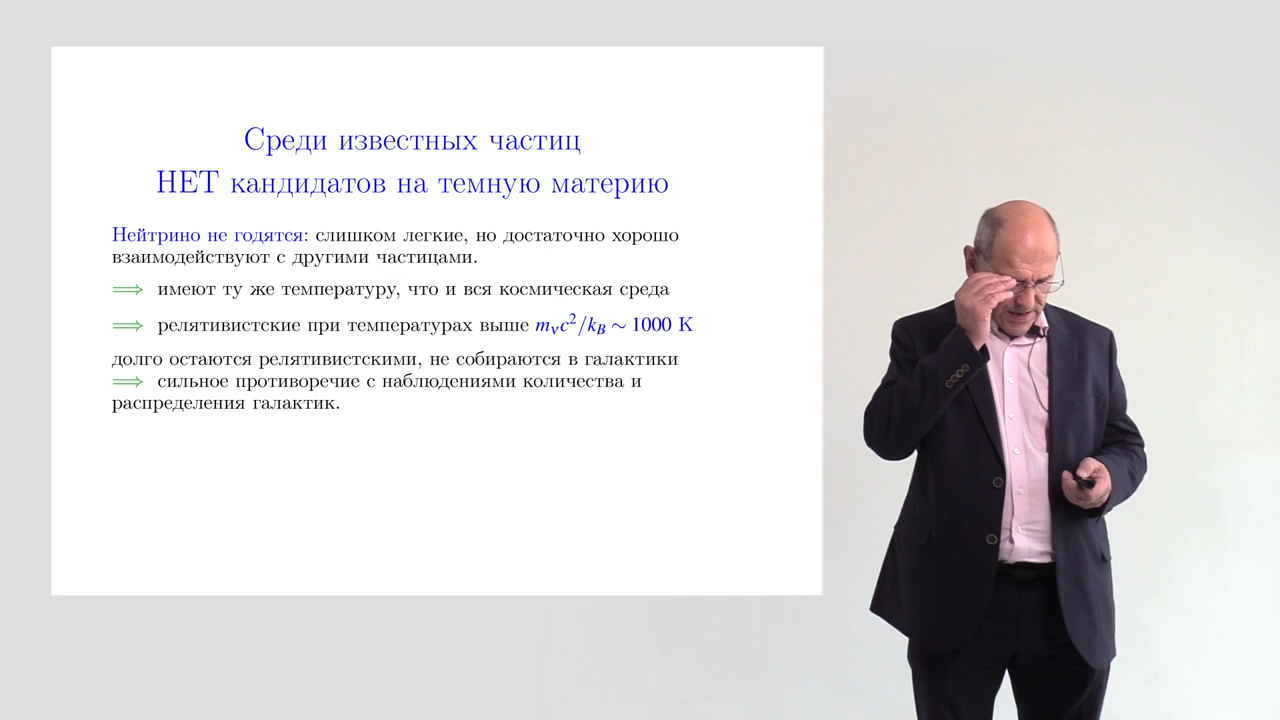 Среди известных частиц
НЕТ кандидатов на темную материю
Нейтрино не годятся: слишком легкие, но достаточно хорошо
взаимодействуют с другими частицами.
⟹ имеют ту же температуру, что и вся космическая среда
⟹ релятивистские при температурах выше mνc²/kB ∼ 1000 K
долго остаются релятивистскими, не собираются в галактики
⟹ сильное противоречие с наблюдениями количества и
распределения галактик.